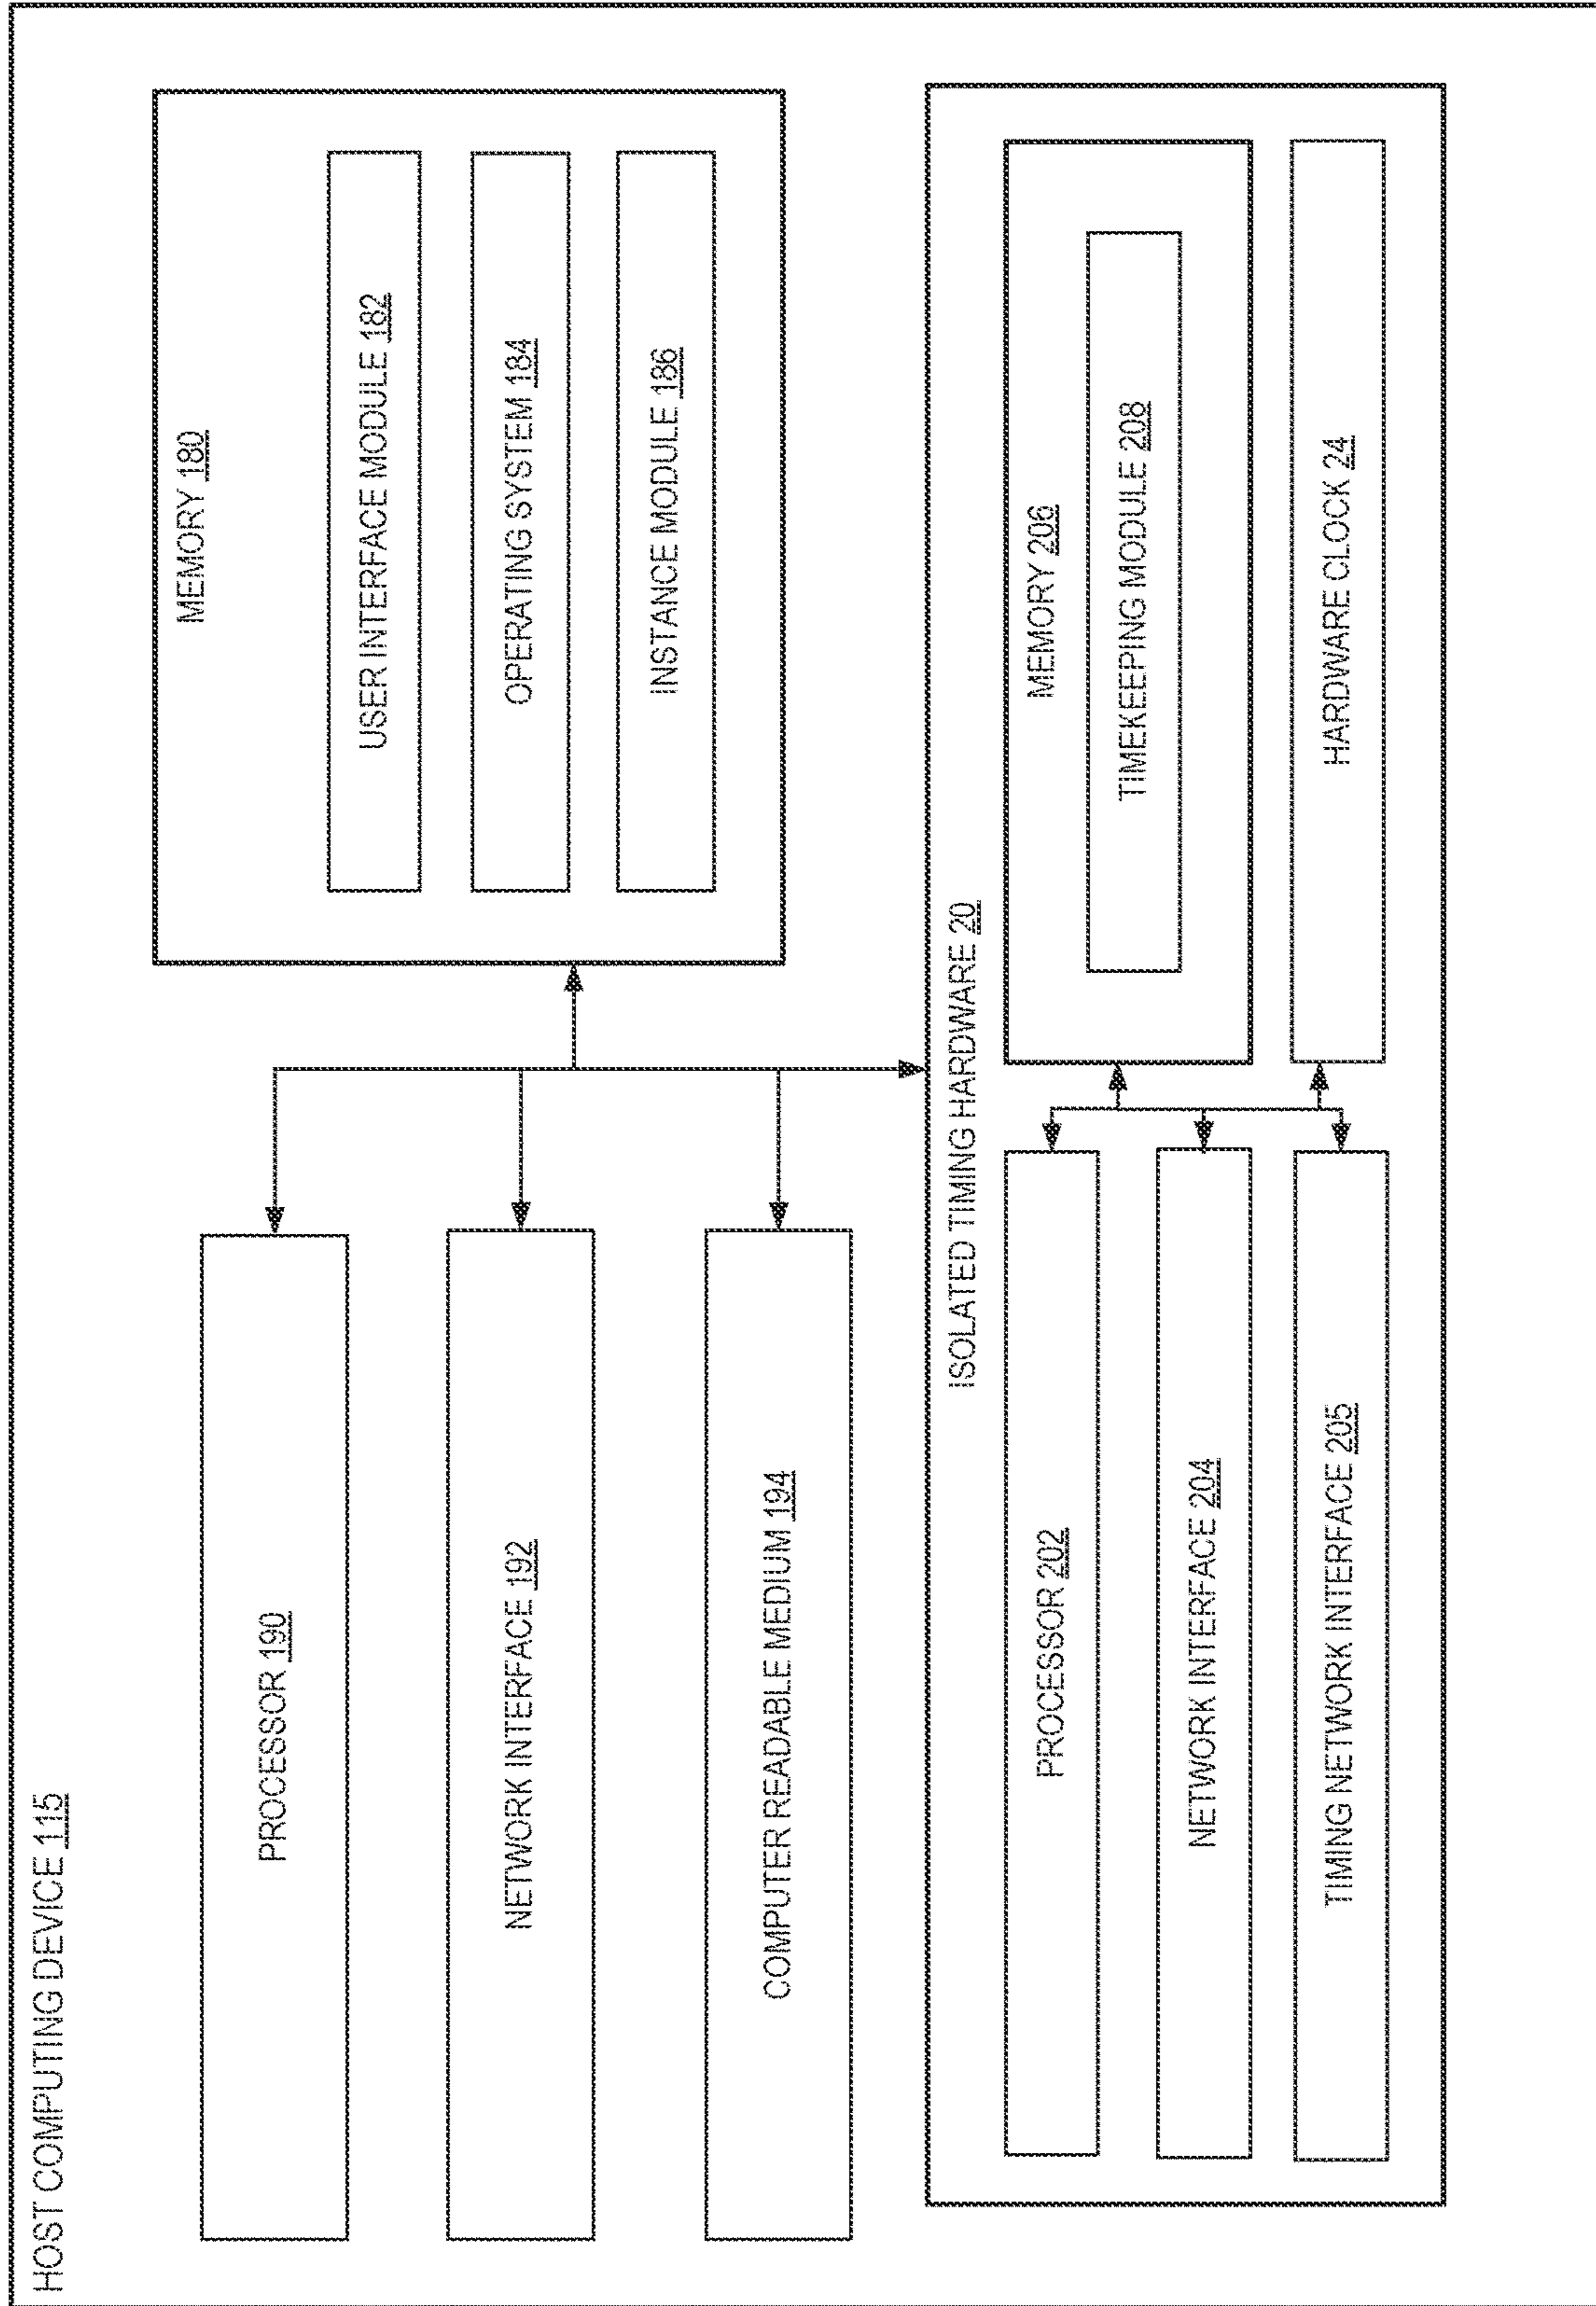 HOST COMPUTING DEVICE 115
PROCESSOR 190
NETWORK INTERFACE 192
COMPUTER READABLE MEDIUM 194
MEMORY 180
USER INTERFACE MODULE 182
OPERATING SYSTEM 184
INSTANCE MODULE 186
ISOLATED TIMING HARDWARE 20
PROCESSOR 202
NETWORK INTERFACE 204
TIMING NETWORK INTERFACE 205
MEMORY 206
TIMEKEEPING MODULE 208
HARDWARE CLOCK 24